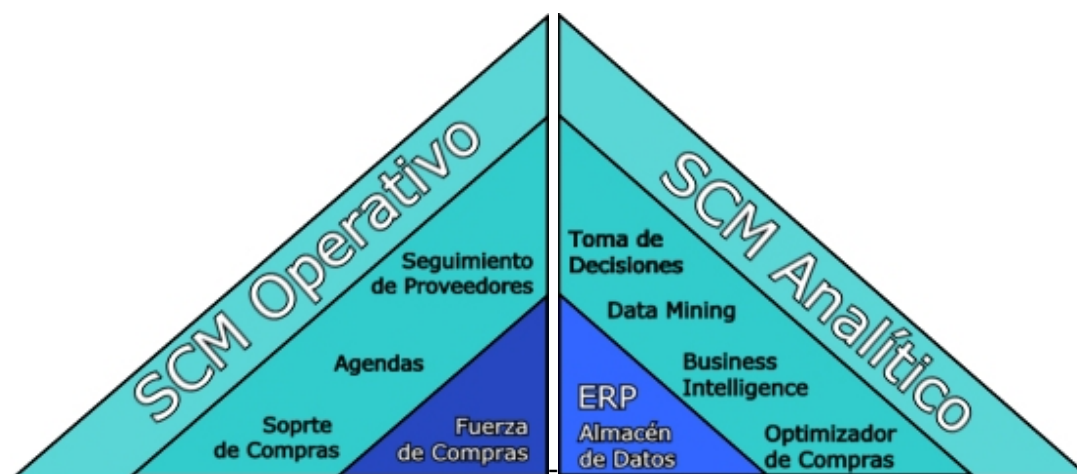 SCM Operativo
Seguimiento
de Proveedores
Agendas
Soprte
de Compras
Fuerza
de Compras
SCM Analítico
Toma de
Decisiones
Data Mining
Business
Intelligence
Optimizador
de Compras
ERP
Almacén
de Datos